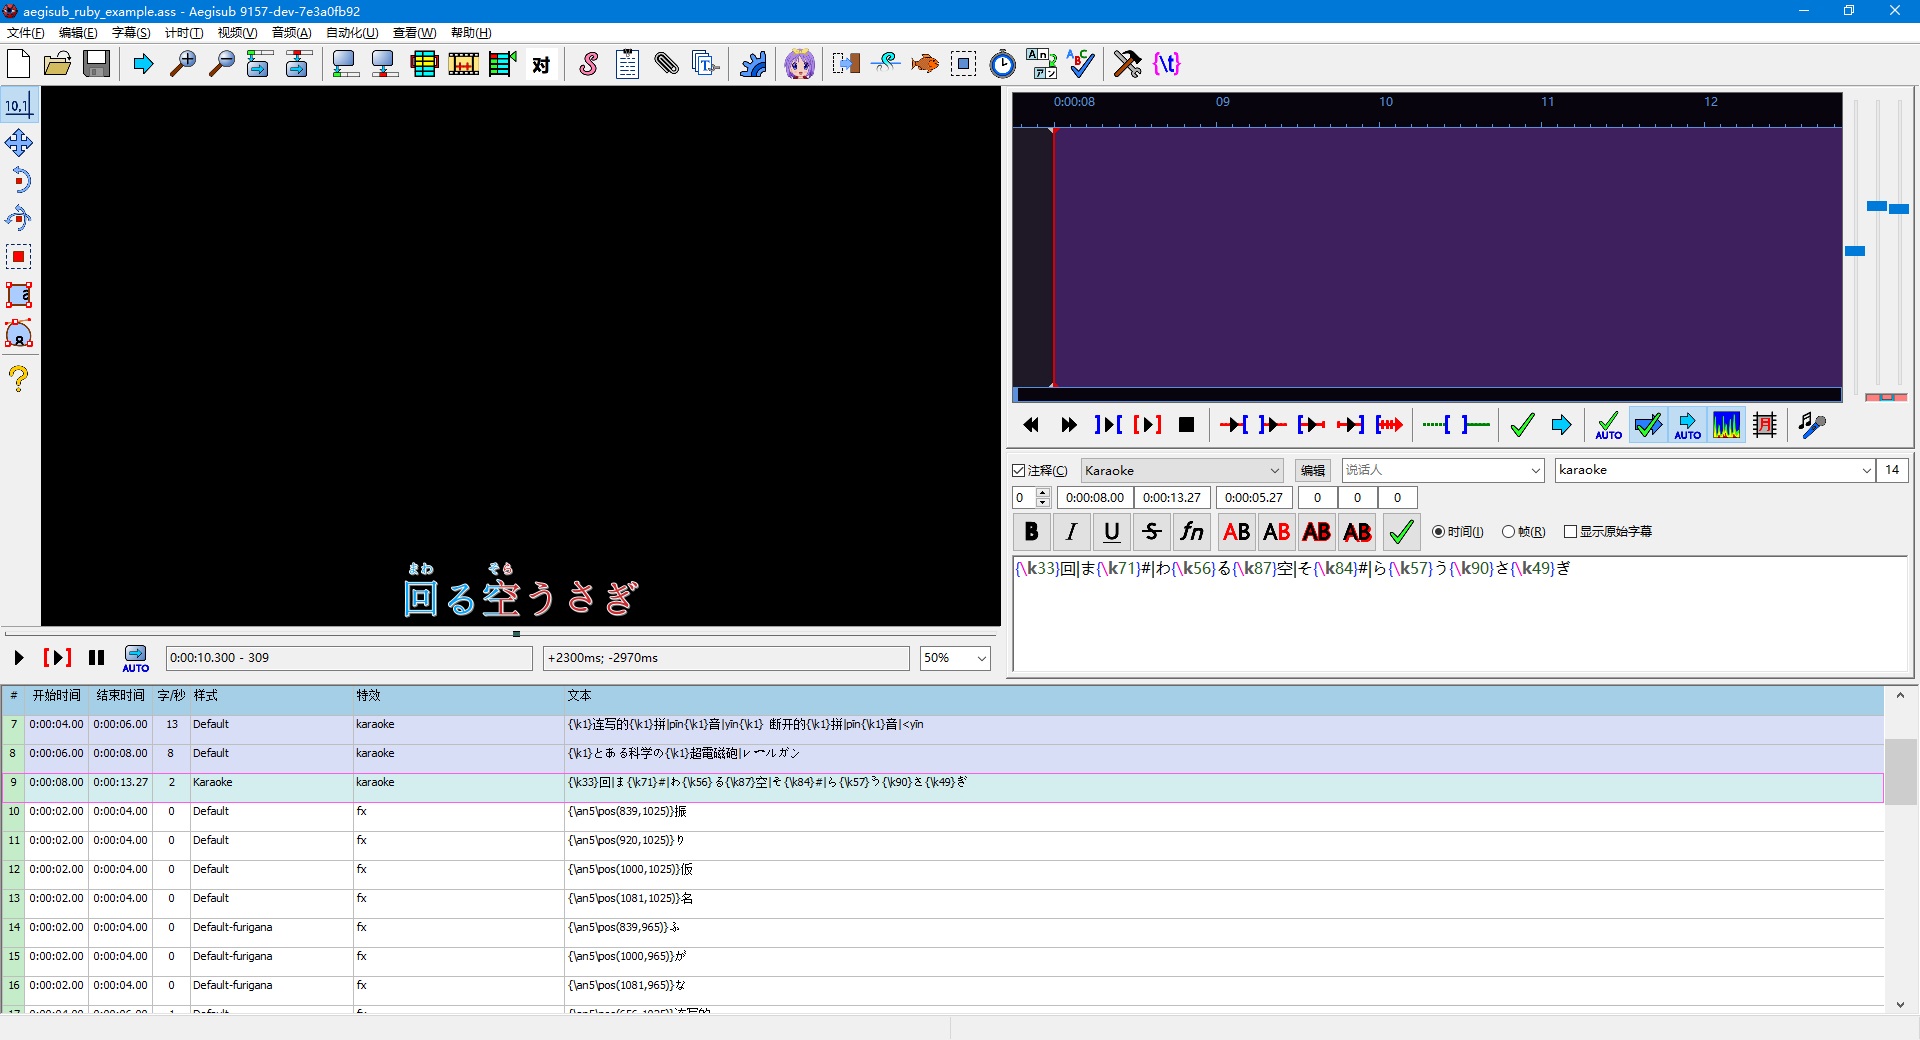 aegisub_ruby_example.ass - Aegisub 9157-dev-7e3a0fb92
文件(F) 编辑(E) 字幕(S) 计时(T) 视频(V) 音频(A) 自动化(U) 查看(W) 帮助(H)
对
{\t}
10,1
0:00:08 09 10 11 12
AUTO AUTO
注释(C) Karaoke 编辑 说话人 karaoke 14
0 0:00:08.00 0:00:13.27 0:00:05.27 0 0 0
B I U S fn AB AB AB AB 时间(I) 帧(R) 显示原始字幕
{\k33}回|ま{\k71}#|わ{\k56}る{\k87}空|そ{\k84}#|ら{\k57}う{\k90}さ{\k49}ぎ
まわ そら
回る空うさぎ
AUTO 0:00:10.300 - 309 +2300ms; -2970ms 50%
# 开始时间 结束时间 字/秒 样式 特效 文本
7 0:00:04.00 0:00:06.00 13 Default karaoke {\k1}连写的{\k1}拼|pīn{\k1}音|yīn{\k1} 断开的{\k1}拼|pīn{\k1}音|<yīn
8 0:00:06.00 0:00:08.00 8 Default karaoke {\k1}とある科学の{\k1}超電磁砲|レールガン
9 0:00:08.00 0:00:13.27 2 Karaoke karaoke {\k33}回|ま{\k71}#|わ{\k56}る{\k87}空|そ{\k84}#|ら{\k57}う{\k90}さ{\k49}ぎ
10 0:00:02.00 0:00:04.00 0 Default fx {\an5\pos(839,1025)}振
11 0:00:02.00 0:00:04.00 0 Default fx {\an5\pos(920,1025)}り
12 0:00:02.00 0:00:04.00 0 Default fx {\an5\pos(1000,1025)}仮
13 0:00:02.00 0:00:04.00 0 Default fx {\an5\pos(1081,1025)}名
14 0:00:02.00 0:00:04.00 0 Default-furigana fx {\an5\pos(839,965)}ふ
15 0:00:02.00 0:00:04.00 0 Default-furigana fx {\an5\pos(1000,965)}が
16 0:00:02.00 0:00:04.00 0 Default-furigana fx {\an5\pos(1081,965)}な